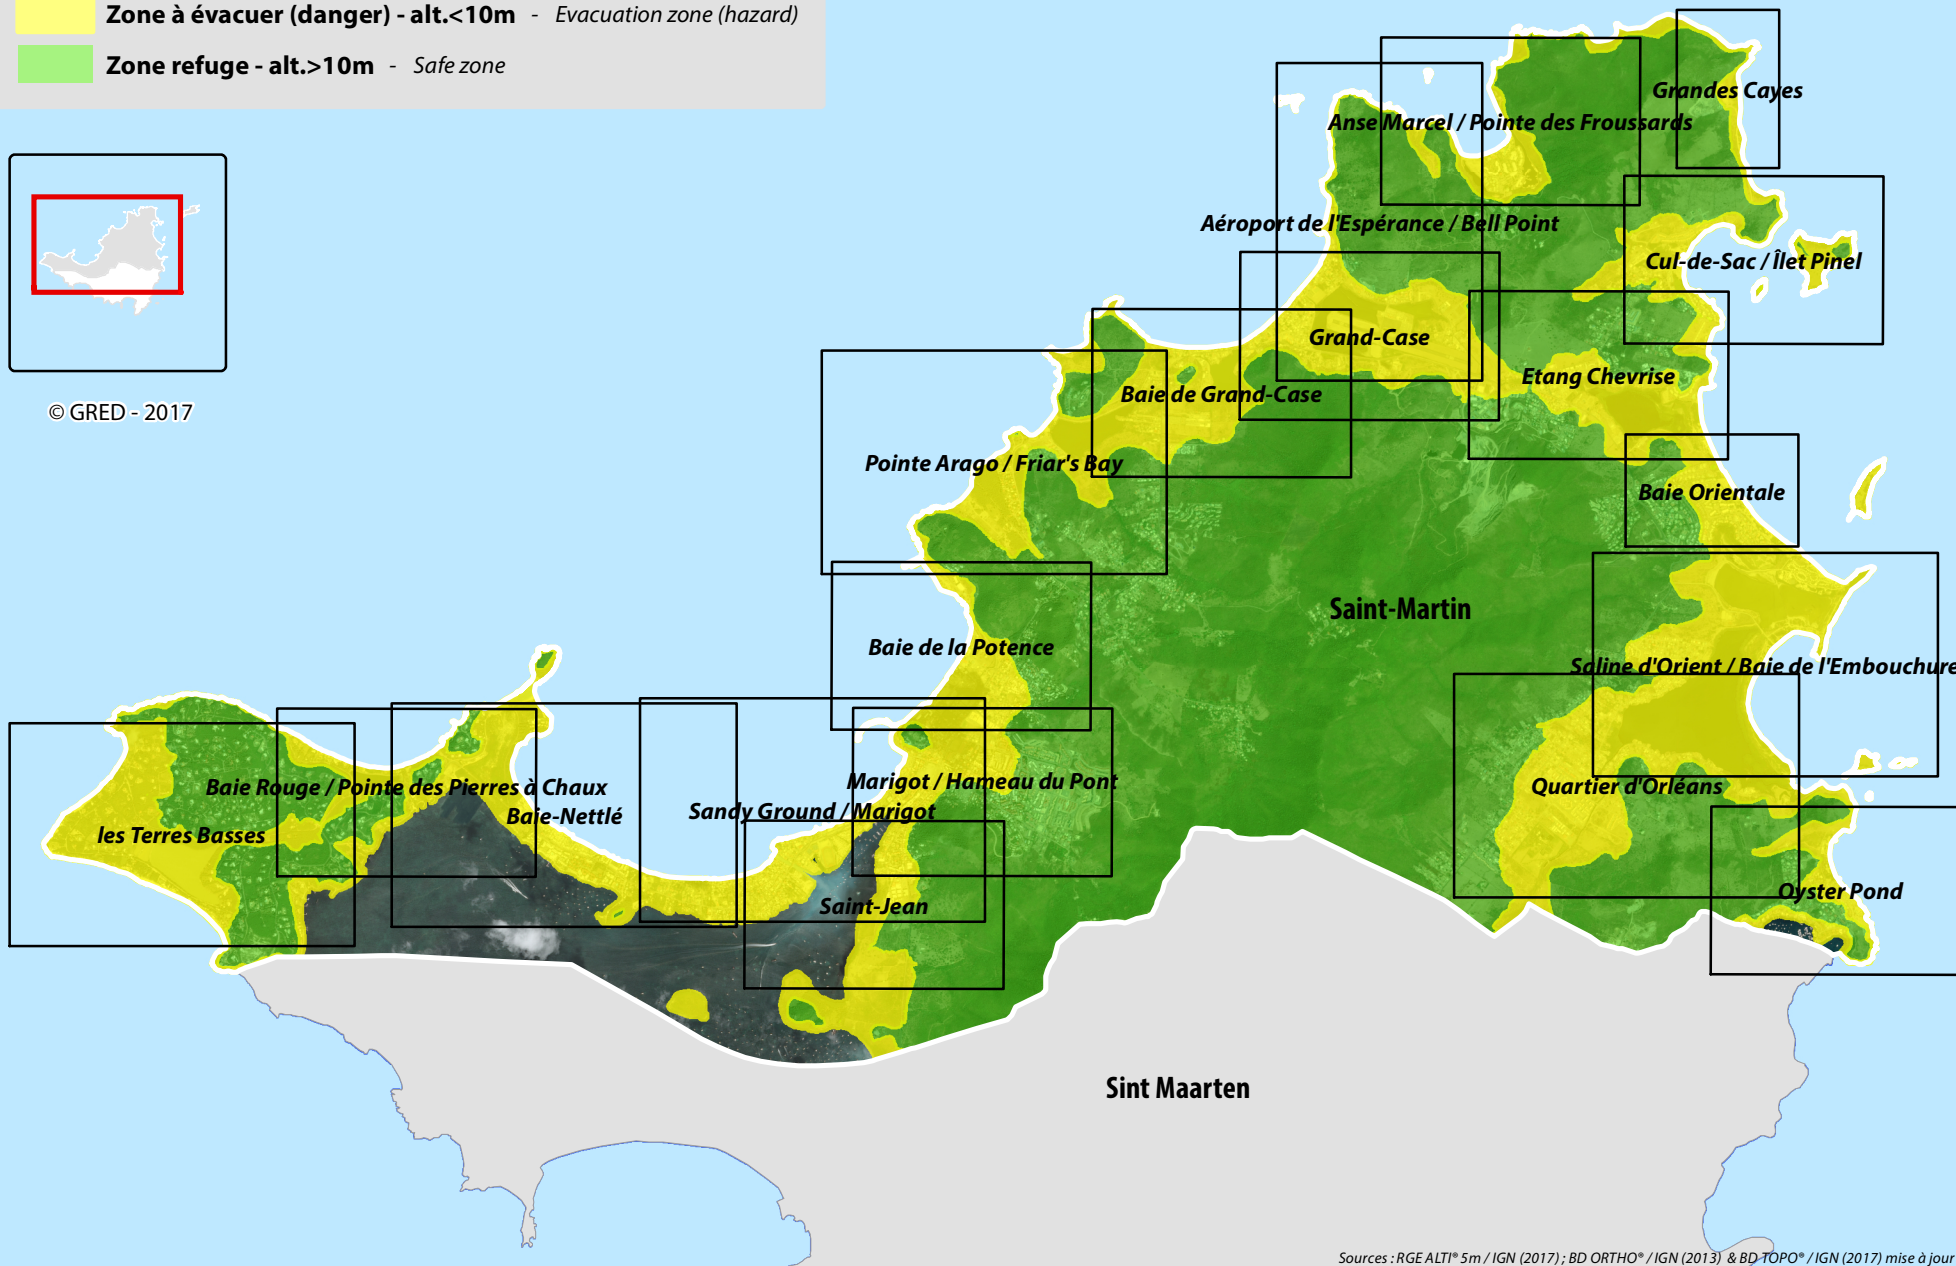 Zone à évacuer (danger) - alt.<10m - Evacuation zone (hazard)
Zone refuge - alt.>10m - Safe zone
© GRED - 2017
Grandes Cayes
Anse Marcel / Pointe des Froussards
Aéroport de l'Espérance / Bell Point
Cul-de-Sac / Îlet Pinel
Grand-Case
Etang Chevrise
Baie de Grand-Case
Pointe Arago / Friar's Bay
Baie Orientale
Saint-Martin
Baie de la Potence
Saline d'Orient / Baie de l'Embouchure
Marigot / Hameau du Pont
Quartier d'Orléans
Baie Rouge / Pointe des Pierres à Chaux
Baie-Nettlé
Sandy Ground / Marigot
les Terres Basses
Oyster Pond
Saint-Jean
Sint Maarten
Sources : RGE ALTI® 5m / IGN (2017) ; BD ORTHO® / IGN (2013) & BD TOPO® / IGN (2017) mise à jour